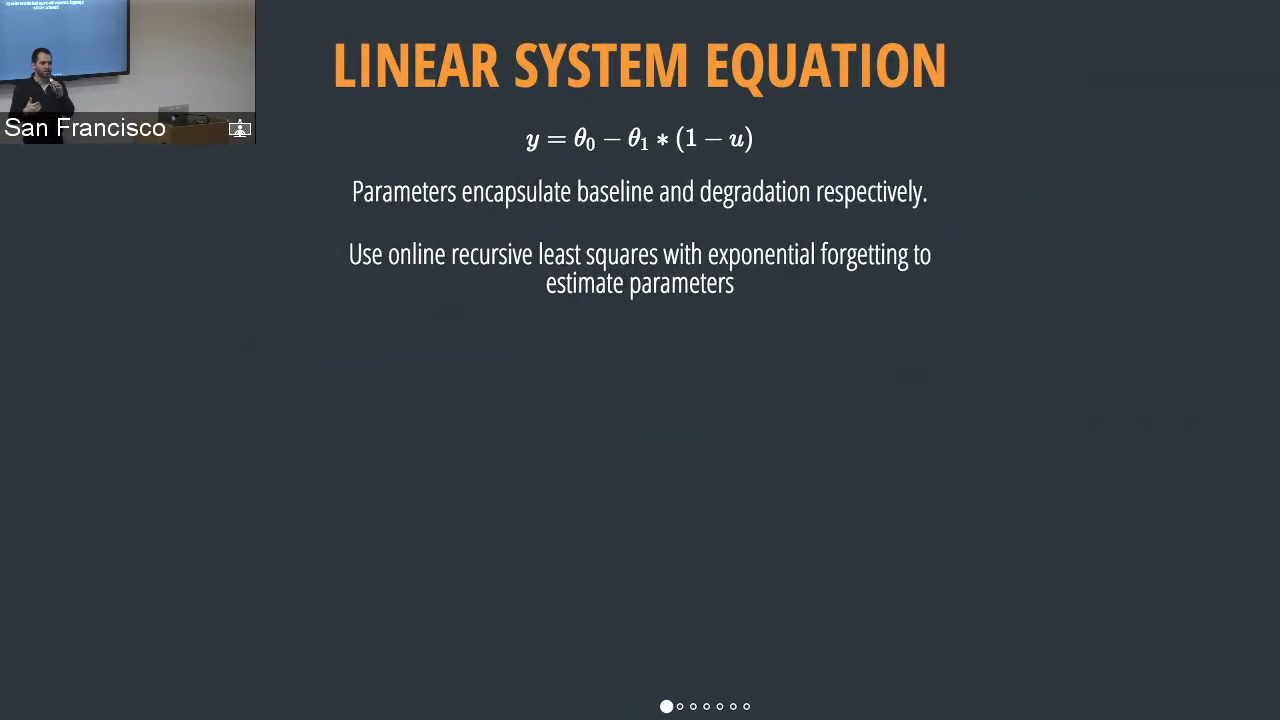 LINEAR SYSTEM EQUATION
y = θ₀ − θ₁ ∗ (1 − u)
Parameters encapsulate baseline and degradation respectively.
Use online recursive least squares with exponential forgetting to
estimate parameters
San Francisco